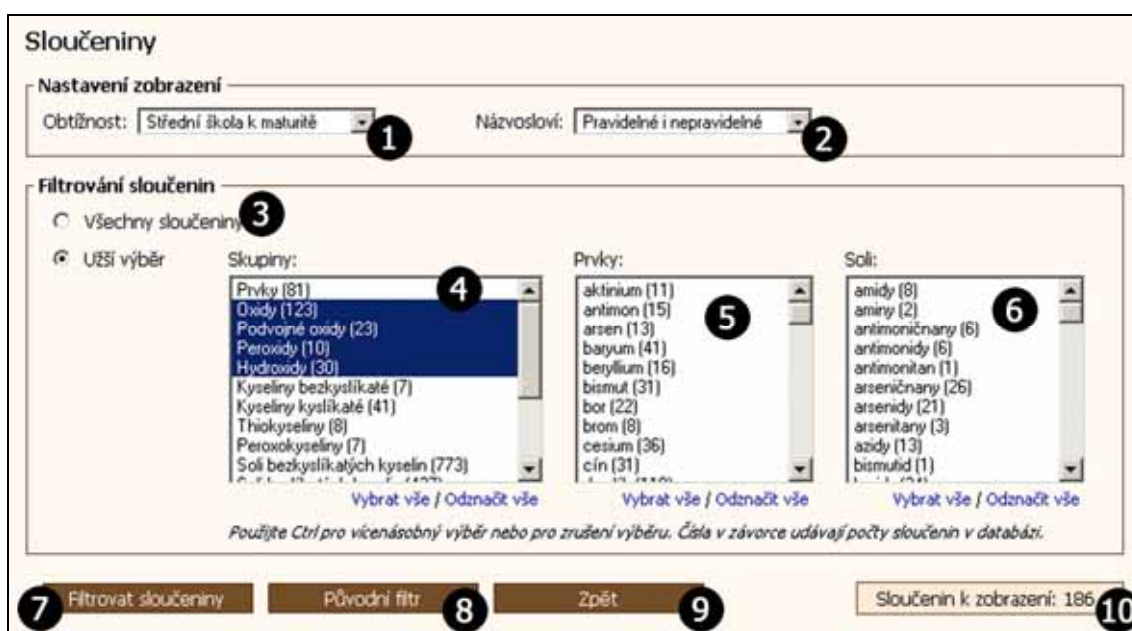 Sloučeniny
Nastavení zobrazení
Obtížnost: Střední škola k maturitě 1 Názvosloví: Pravidelné i nepravidelné 2
Filtrování sloučenin
Všechny sloučeniny 3
Užší výběr
Skupiny: 4
Prvky (81)
Oxidy (123)
Podvojné oxidy (23)
Peroxidy (10)
Hydroxidy (30)
Kyseliny bezkyslíkaté (7)
Kyseliny kyslíkaté (41)
Thiokyseliny (8)
Peroxokyseliny (7)
Soli bezkyslíkatých kyselin (773)
Vybrat vše / Odznačit vše
Prvky: 5
aktinium (11)
antimon (15)
arsen (13)
baryum (41)
beryllium (16)
bismut (31)
bor (22)
brom (8)
cesium (36)
cín (31)
Vybrat vše / Odznačit vše
Soli: 6
amidy (8)
aminy (2)
antimoničnany (6)
antimonidy (6)
antimonitan (1)
arseničnany (26)
arsenidy (21)
arsenitany (3)
azidy (13)
bismutid (1)
Vybrat vše / Odznačit vše
Použijte Ctrl pro vícenásobný výběr nebo pro zrušení výběru. Čísla v závorce udávají počty sloučenin v databázi.
7 Filtrovat sloučeniny Původní filtr 8 Zpět 9 Sloučenin k zobrazení: 186 10